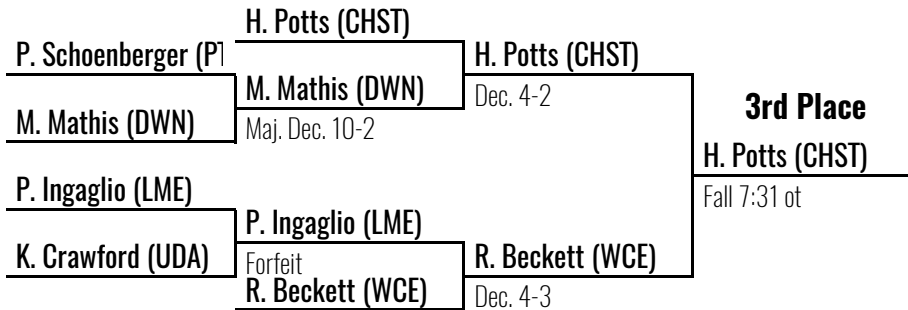 H. Potts (CHST)
P. Schoenberger (PT
H. Potts (CHST)
M. Mathis (DWN)
Dec. 4-2
3rd Place
M. Mathis (DWN)
Maj. Dec. 10-2
H. Potts (CHST)
P. Ingaglio (LME)
Fall 7:31 ot
P. Ingaglio (LME)
K. Crawford (UDA)
Forfeit
R. Beckett (WCE)
R. Beckett (WCE)
Dec. 4-3